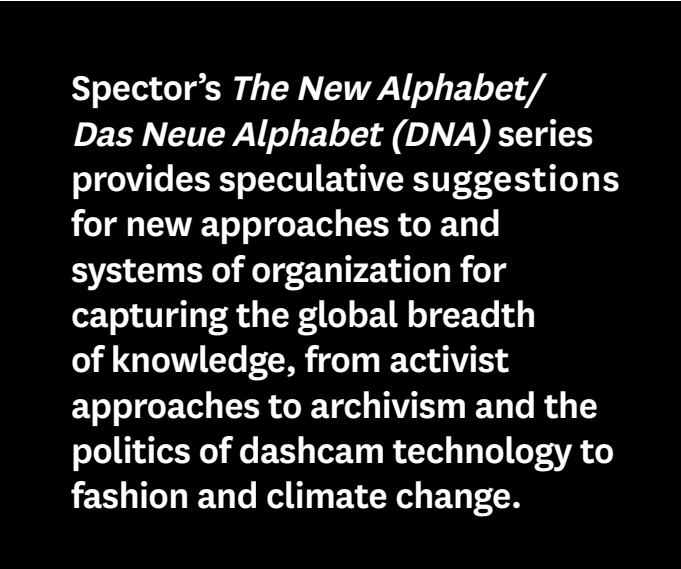 Spector’s The New Alphabet/
Das Neue Alphabet (DNA) series
provides speculative suggestions
for new approaches to and
systems of organization for
capturing the global breadth
of knowledge, from activist
approaches to archivism and the
politics of dashcam technology to
fashion and climate change.